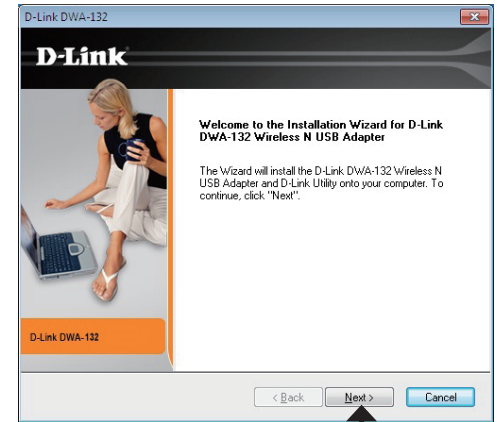 D-Link DWA-132
D-Link
Welcome to the Installation Wizard for D-Link
DWA-132 Wireless N USB Adapter
The Wizard will install the D-Link DWA-132 Wireless N
USB Adapter and D-Link Utility onto your computer. To
continue, click "Next".
D-Link DWA-132
< Back
Next >
Cancel